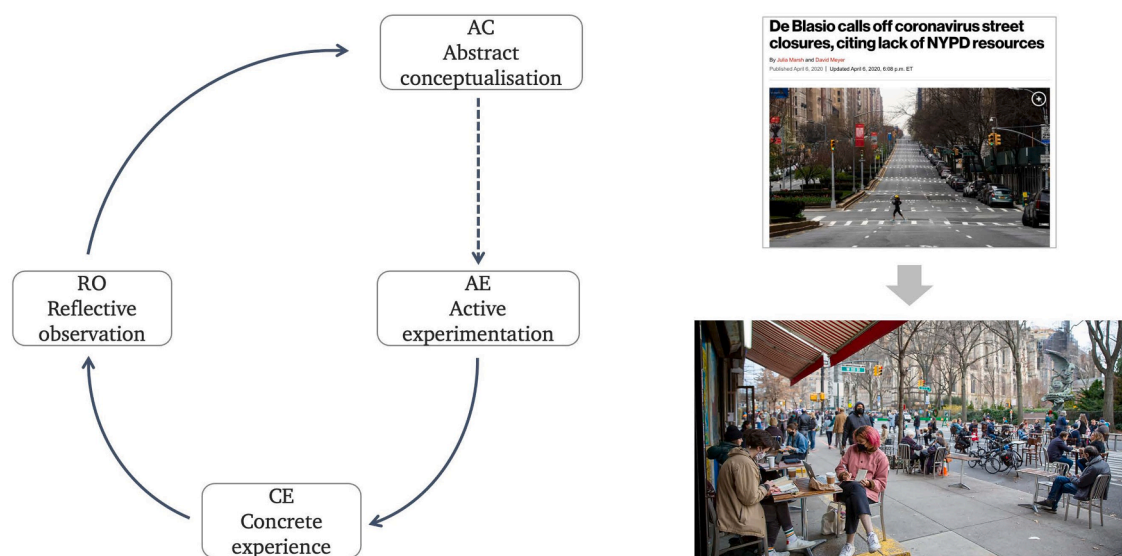 AC
Abstract
conceptualisation
RO
Reflective
observation
AE
Active
experimentation
CE
Concrete
experience
De Blasio calls off coronavirus street
closures, citing lack of NYPD resources
By Julia Marsh and David Meyer
Published April 6, 2020 | Updated April 6, 2020, 6:08 p.m. ET